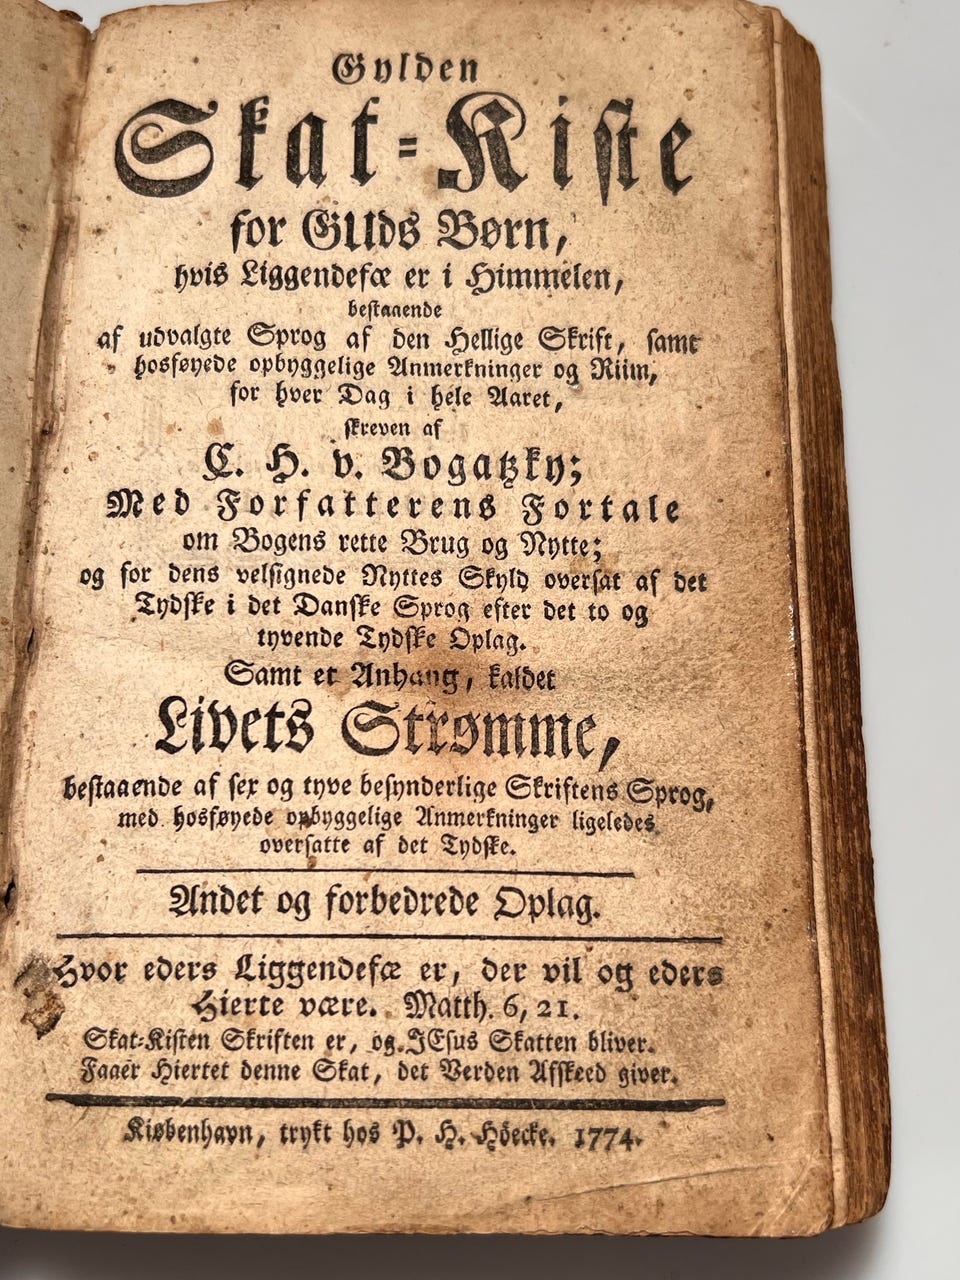 Gylden
Skat-Kiste
for GUds Børn,
hvis Liggendefæ er i Himmelen,
bestaaende
af udvalgte Sprog af den Hellige Skrift, samt
hosføyede opbyggelige Anmerkninger og Riim,
for hver Dag i hele Aaret,
skreven af
C. H. v. Bogatzky;
Med Forfatterens Fortale
om Bogens rette Brug og Nytte;
og for dens velsignede Nyttes Skyld oversat af det
Tydske i det Danske Sprog efter det to og
tyvende Tydske Oplag.
Samt et Anhang, kaldet
Livets Strømme,
bestaaende af sex og tyve besynderlige Skriftens Sprog,
med hosføyede opbyggelige Anmerkninger ligeledes
oversatte af det Tydske.
Andet og forbedrede Oplag.
Hvor eders Liggendefæ er, der vil og eders
Hierte være. Matth. 6, 21.
Skat-Kisten Skriften er, og JEsus Skatten bliver.
Faaer Hiertet denne Skat, det Verden Afskeed giver.
Kiøbenhavn, trykt hos P. H. Höecke. 1774.